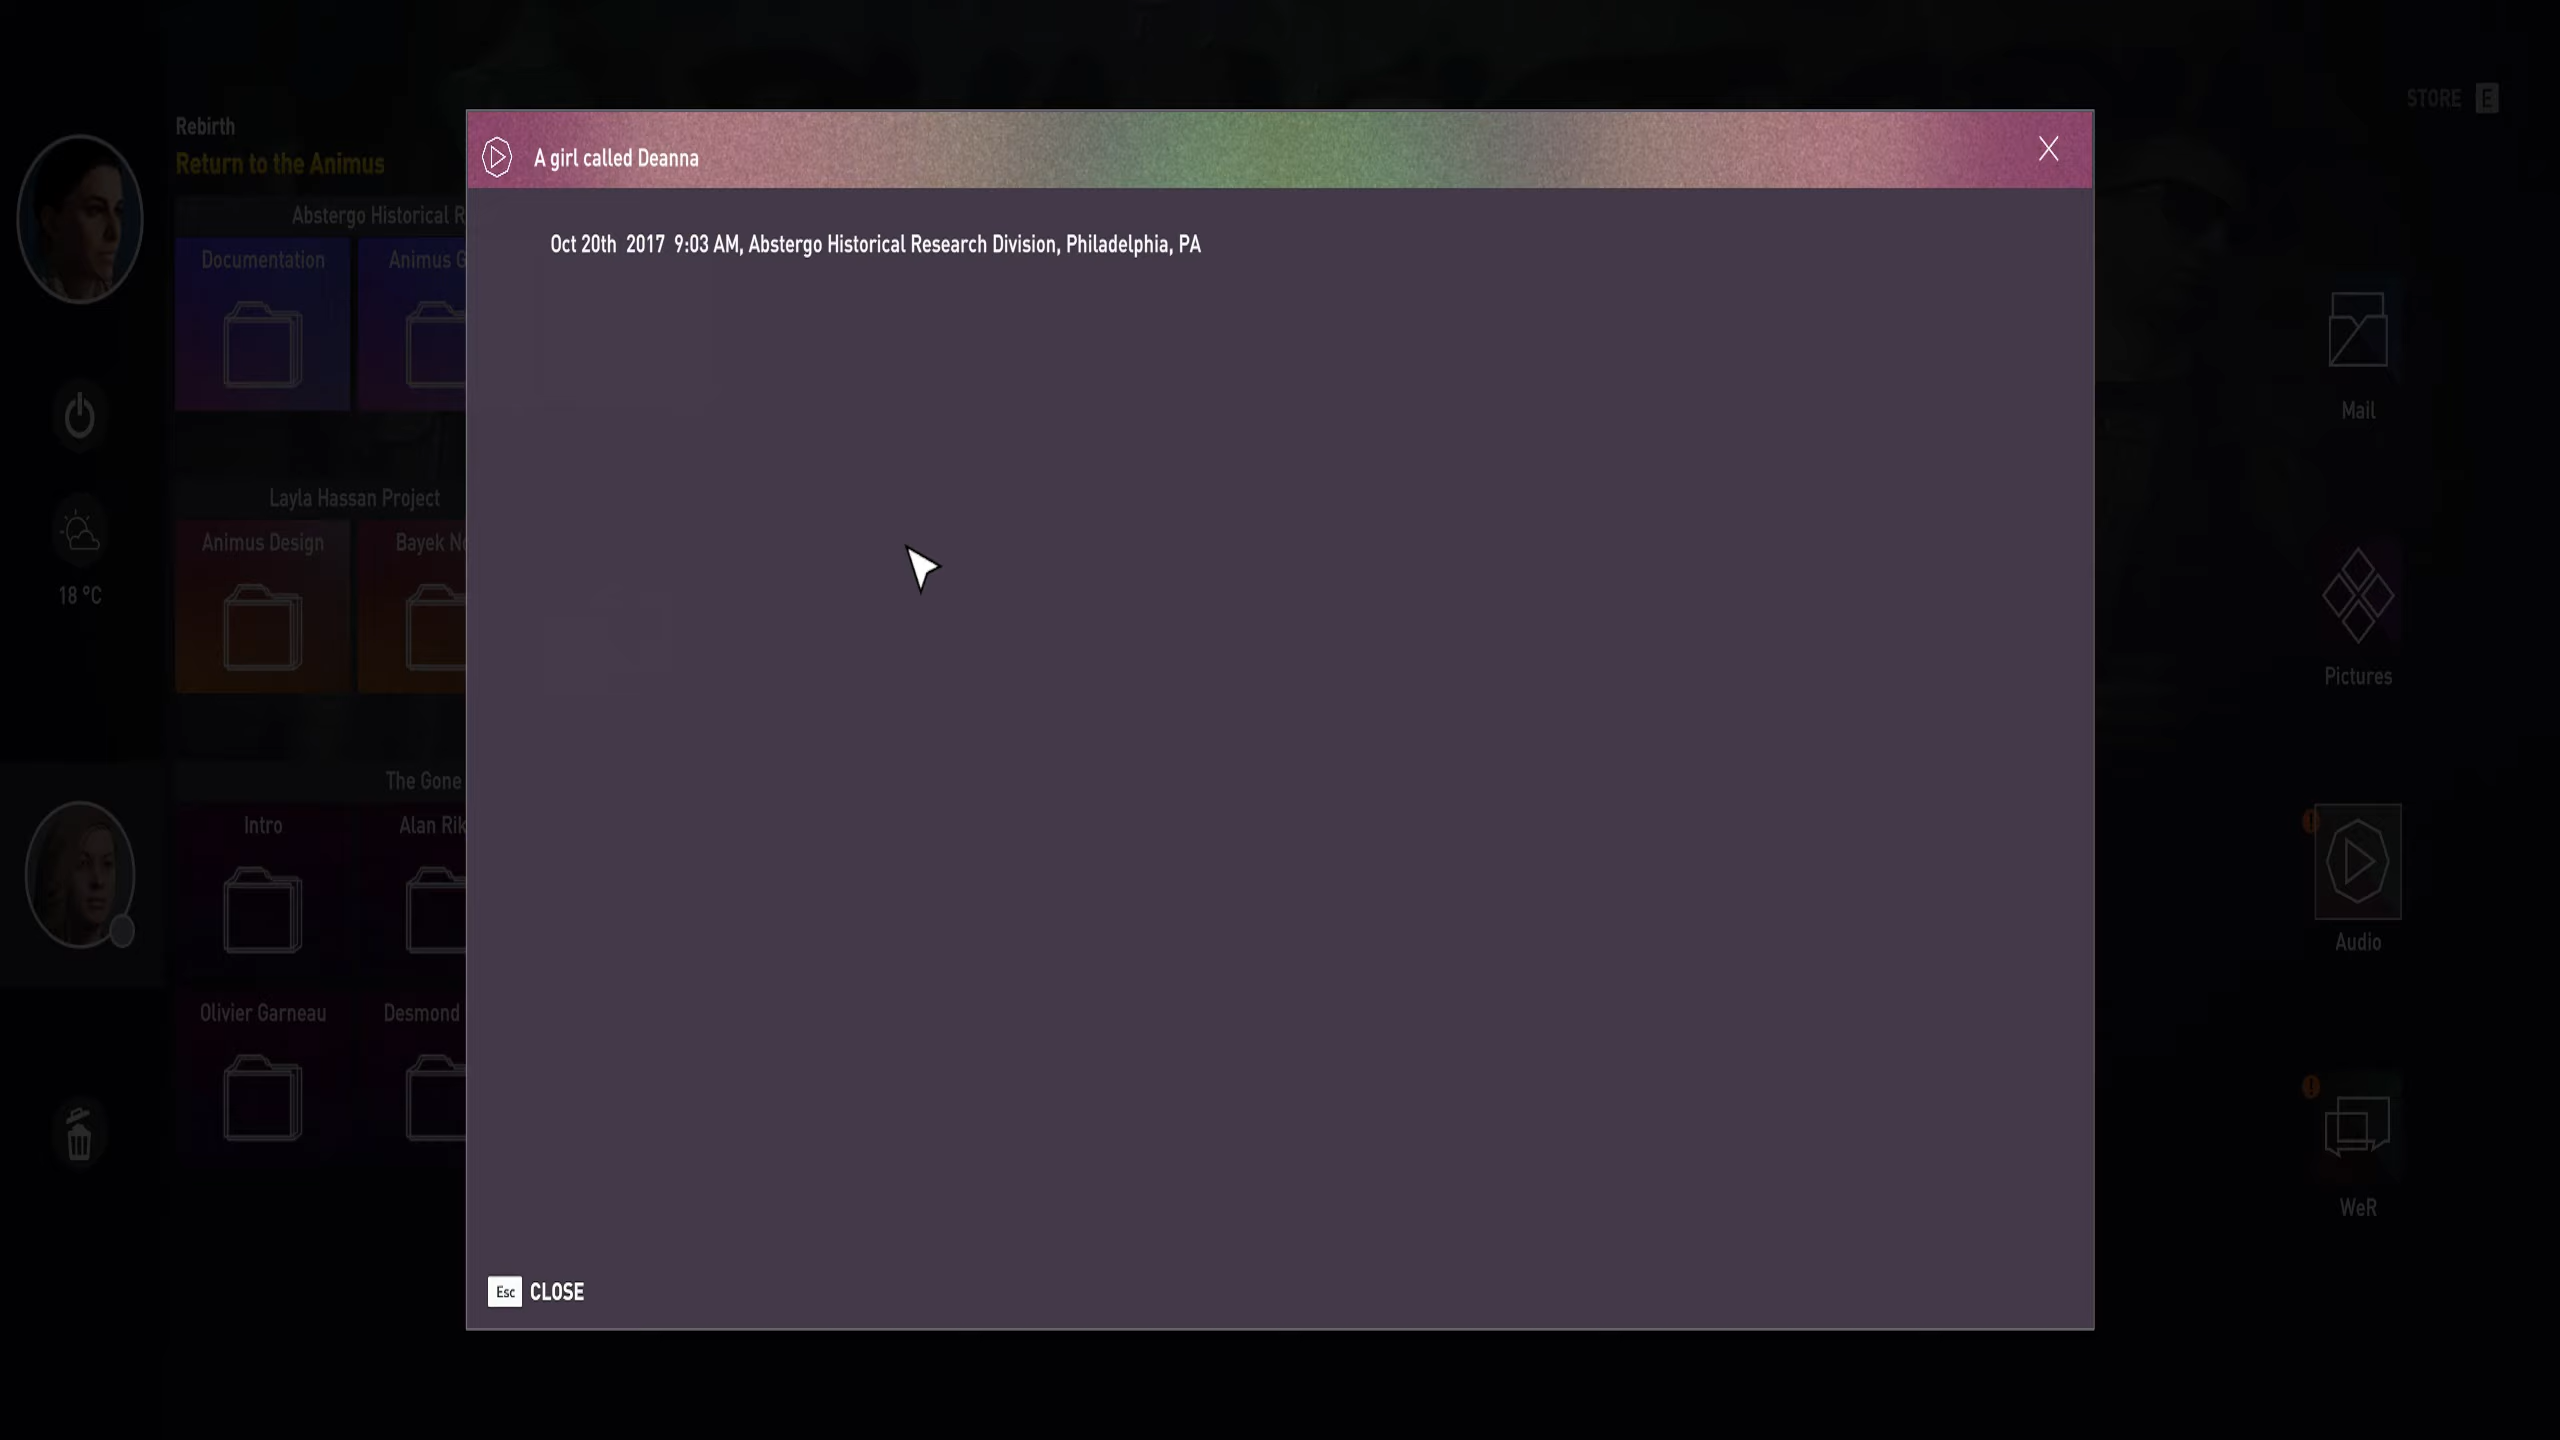 STORE E
Rebirth
Return to the Animus
A girl called Deanna
Abstergo Historical R
Oct 20th 2017 9:03 AM, Abstergo Historical Research Division, Philadelphia, PA
Documentation
Animus G
Mail
Layla Hassan Project
Animus Design
Bayek No
18 °C
Pictures
The Gone
Intro
Alan Rik
Audio
Olivier Garneau
Desmond
WeR
Esc CLOSE